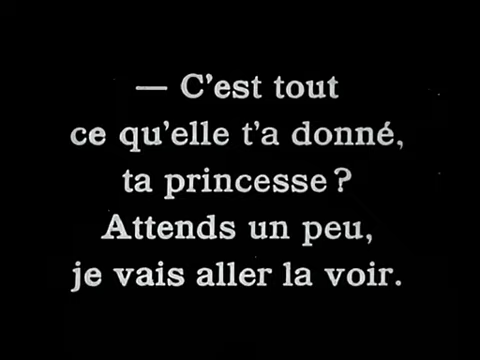 — C'est tout
ce qu'elle t'a donné,
ta princesse ?
Attends un peu,
je vais aller la voir.